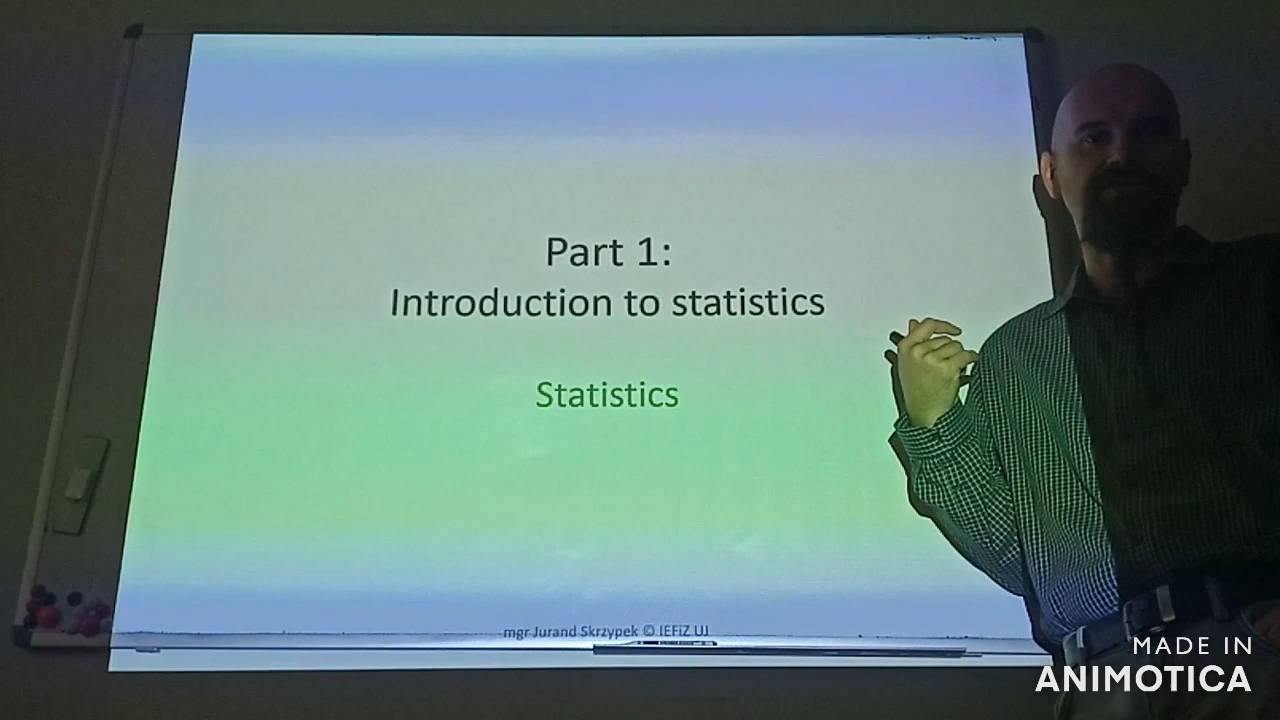 Part 1:
Introduction to statistics
Statistics
mgr Jurand Skrzypek © IEFiZ UJ
MADE IN
ANIMOTICA